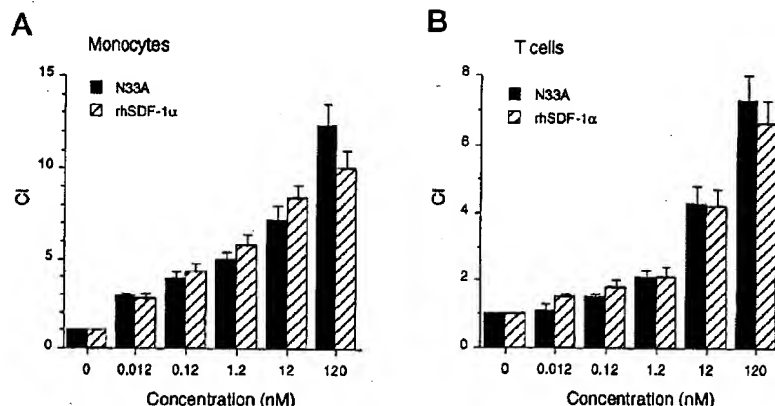 A
Monocytes
15
10
5
0
CI
N33A
rhSDF-1α
0 0.012 0.12 1.2 12 120
Concentration (nM)
B
T cells
8
6
4
2
0
CI
N33A
rhSDF-1α
0 0.012 0.12 1.2 12 120
Concentration (nM)